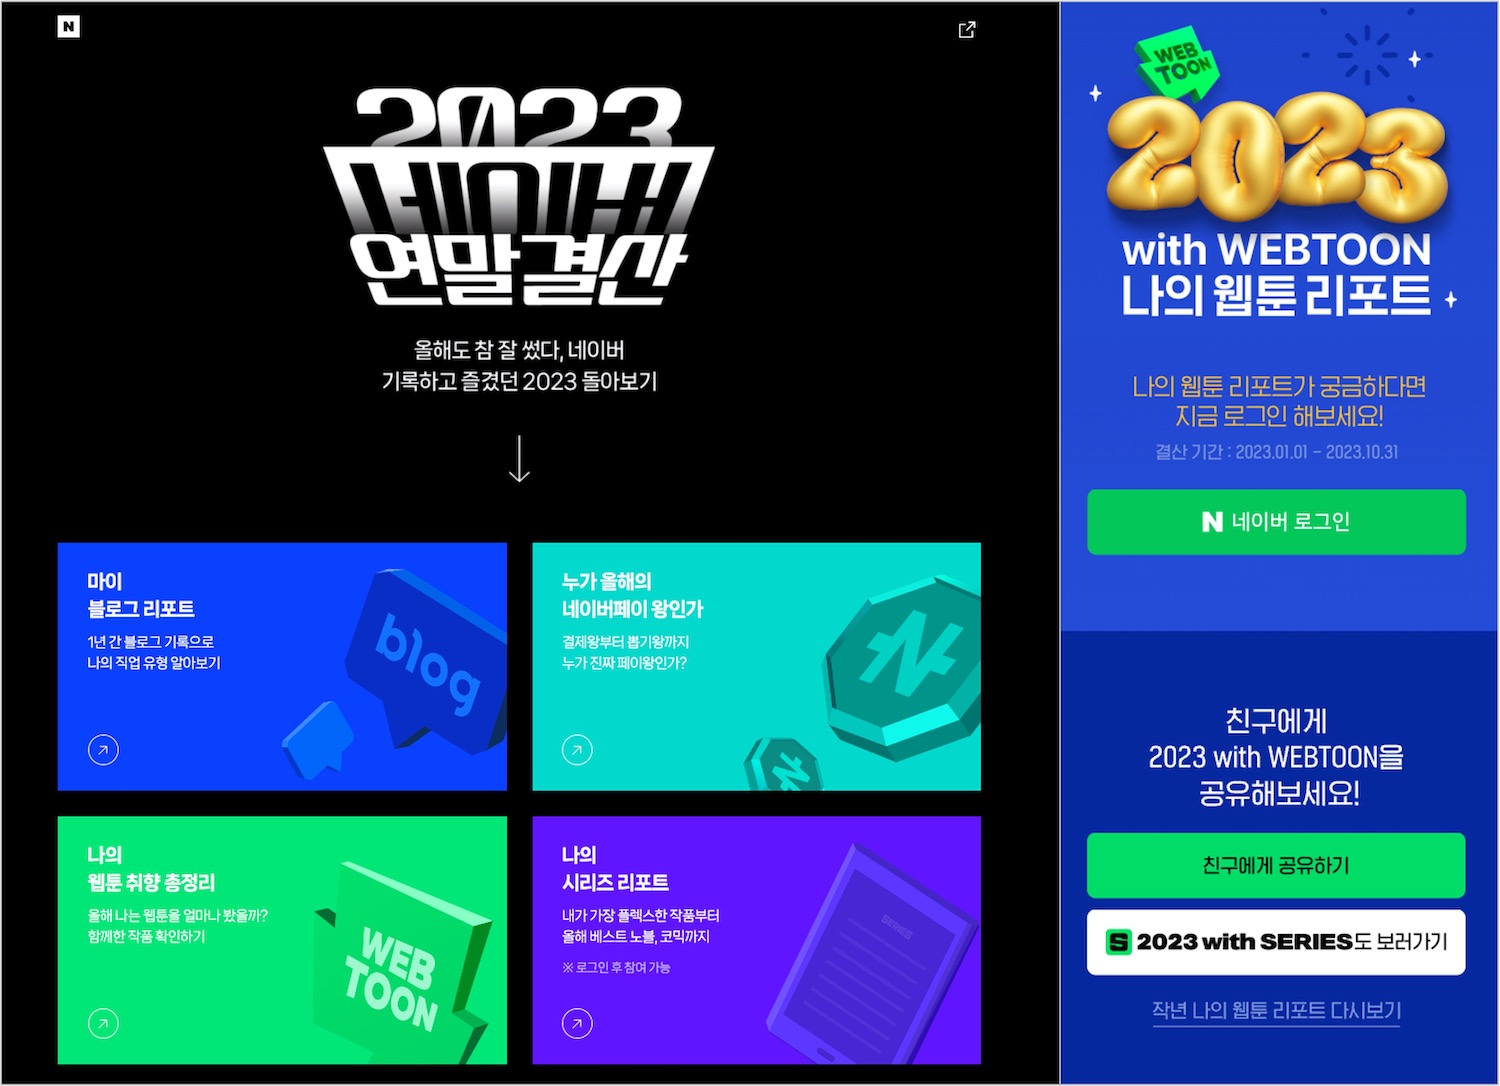 N
2023
네이버
연말결산
올해도 참 잘 썼다, 네이버
기록하고 즐겼던 2023 돌아보기
마이
블로그 리포트
1년 간 블로그 기록으로
나의 직업 유형 알아보기
blog
누가 올해의
네이버페이 왕인가
결제왕부터 뽑기왕까지
누가 진짜 페이왕인가?
N
N
나의
웹툰 취향 총정리
올해 나는 웹툰을 얼마나 봤을까?
함께한 작품 확인하기
WEB
TOON
나의
시리즈 리포트
내가 가장 플렉스한 작품부터
올해 베스트 노블, 코믹까지
※ 로그인 후 참여 가능
SERIES
WEB
TOON
2023
with WEBTOON
나의 웹툰 리포트
나의 웹툰 리포트가 궁금하다면
지금 로그인 해보세요!
결산 기간 : 2023.01.01 - 2023.10.31
N 네이버 로그인
친구에게
2023 with WEBTOON을
공유해보세요!
친구에게 공유하기
S 2023 with SERIES도 보러가기
작년 나의 웹툰 리포트 다시보기